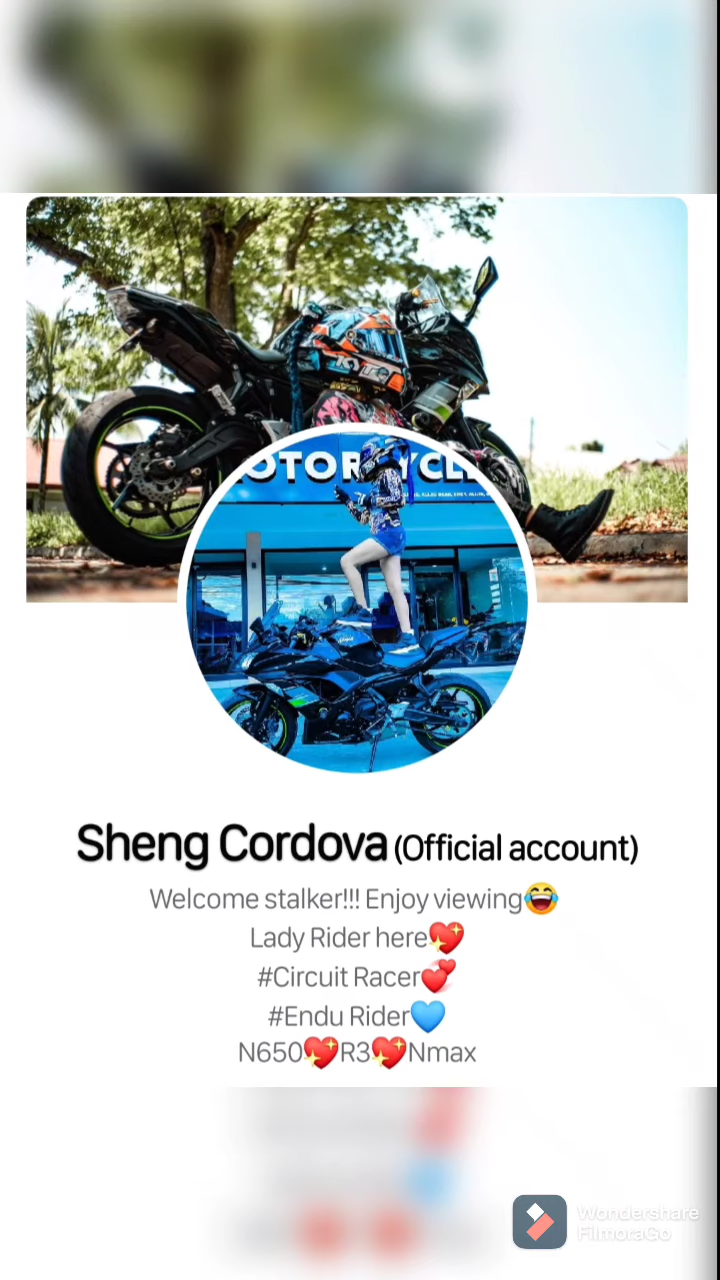 KYT
Sheng Cordova (Official account)
Welcome stalker!!! Enjoy viewing😂
Lady Rider here💖
#Circuit Racer💕
#Endu Rider💙
N650💖R3💖Nmax
Wondershare
FilmoraGo